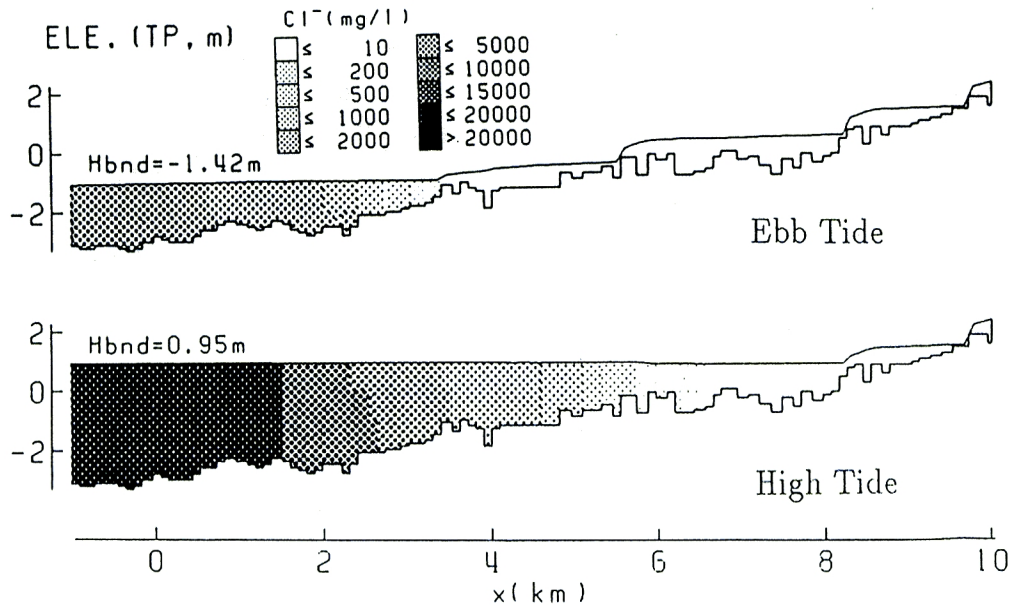 Cl⁻(mg/l)
ELE. (TP, m)
≤ 10
≤ 200
≤ 500
≤ 1000
≤ 2000
≤ 5000
≤ 10000
≤ 15000
≤ 20000
> 20000
2
0
-2
Hbnd=-1.42m
Ebb Tide
2
0
-2
Hbnd=0.95m
High Tide
0 2 4 6 8 10
x( km )